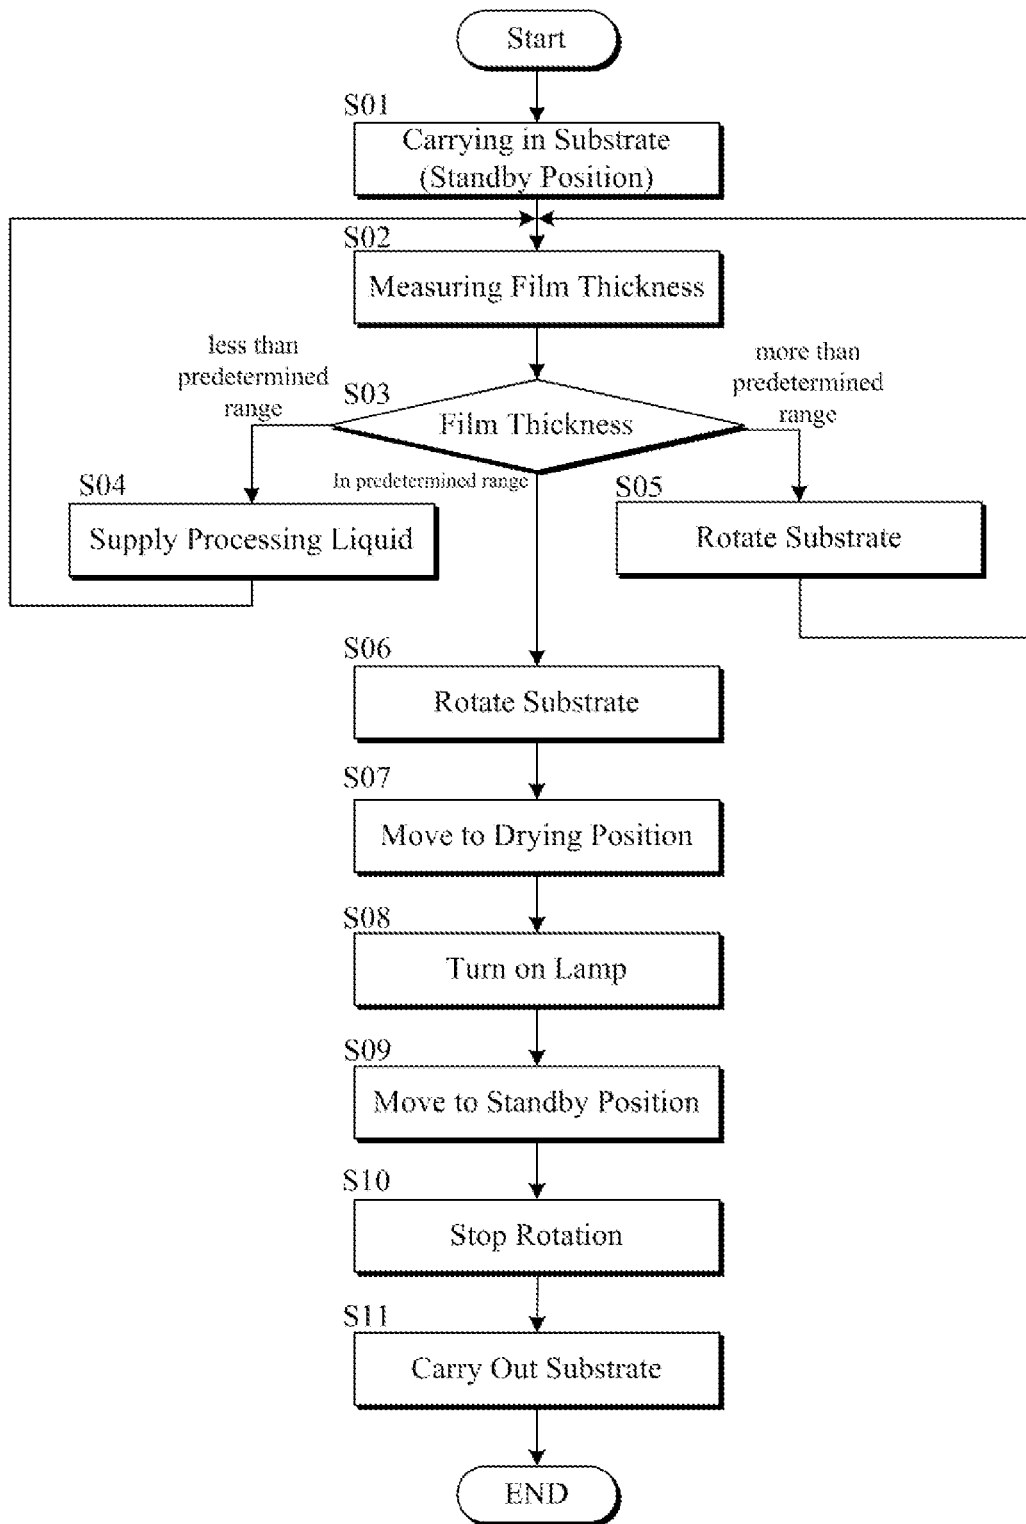 Start
S01
Carrying in Substrate
(Standby Position)
S02
Measuring Film Thickness
less than
predetermined
range
more than
predetermined
range
S03
Film Thickness
In predetermined range
S04
Supply Processing Liquid
S05
Rotate Substrate
S06
Rotate Substrate
S07
Move to Drying Position
S08
Turn on Lamp
S09
Move to Standby Position
S10
Stop Rotation
S11
Carry Out Substrate
END